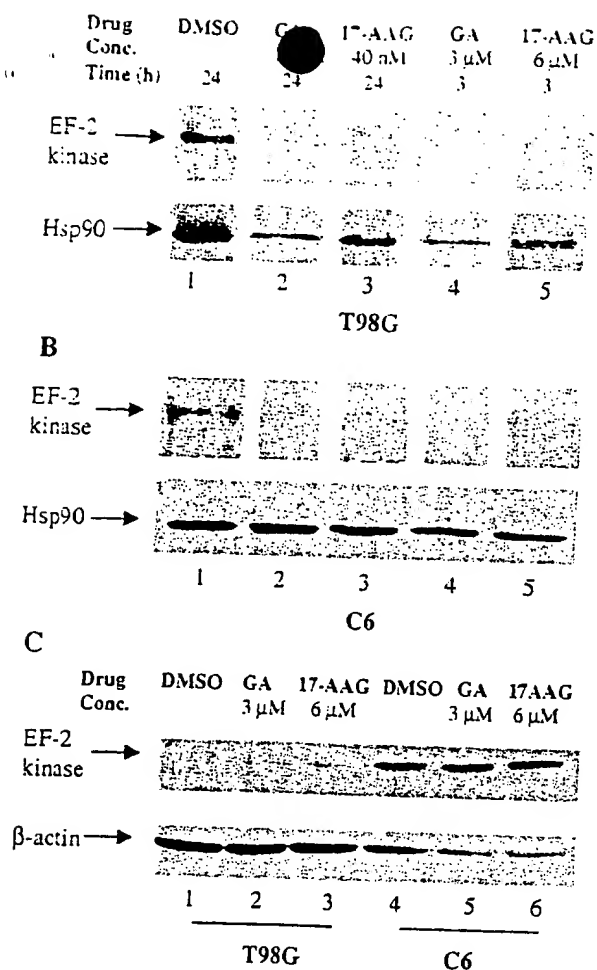 Drug DMSO 17-AAG GA 17-AAG
Conc. 40 nM 3 µM 6 µM
Time (h) 24 24 24 3 3
EF-2
kinase
Hsp90
1 2 3 4 5
T98G
B
EF-2
kinase
Hsp90
1 2 3 4 5
C6
C
Drug DMSO GA 17-AAG DMSO GA 17AAG
Conc. 3 µM 6 µM 3 µM 6 µM
EF-2
kinase
β-actin
1 2 3 4 5 6
T98G C6